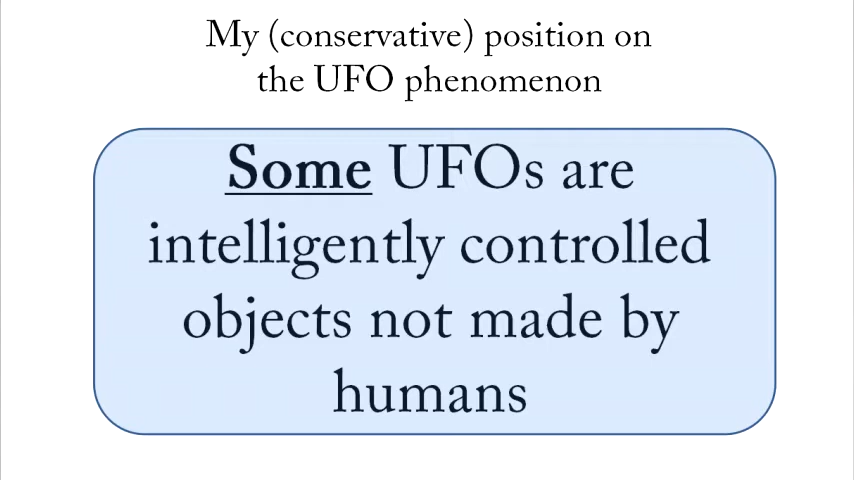 My (conservative) position on
the UFO phenomenon
Some UFOs are
intelligently controlled
objects not made by
humans